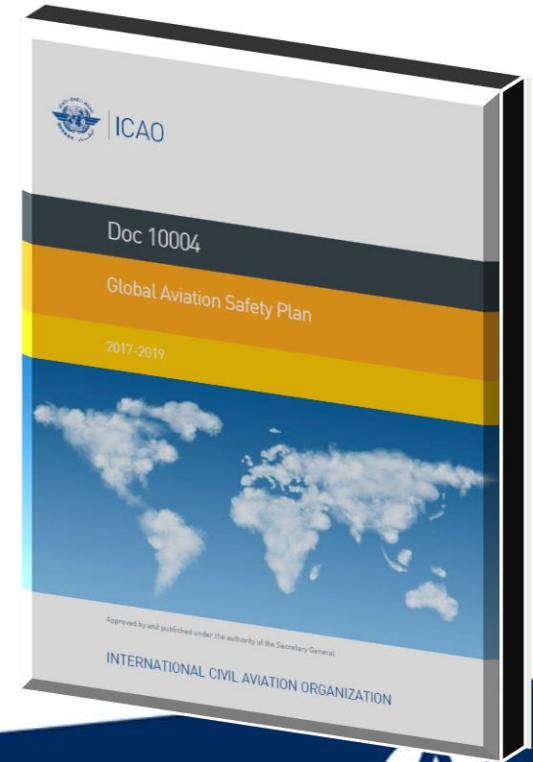 ICAO
Doc 10004
Global Aviation Safety Plan
2017-2019
Approved by and published under the authority of the Secretary General
INTERNATIONAL CIVIL AVIATION ORGANIZATION